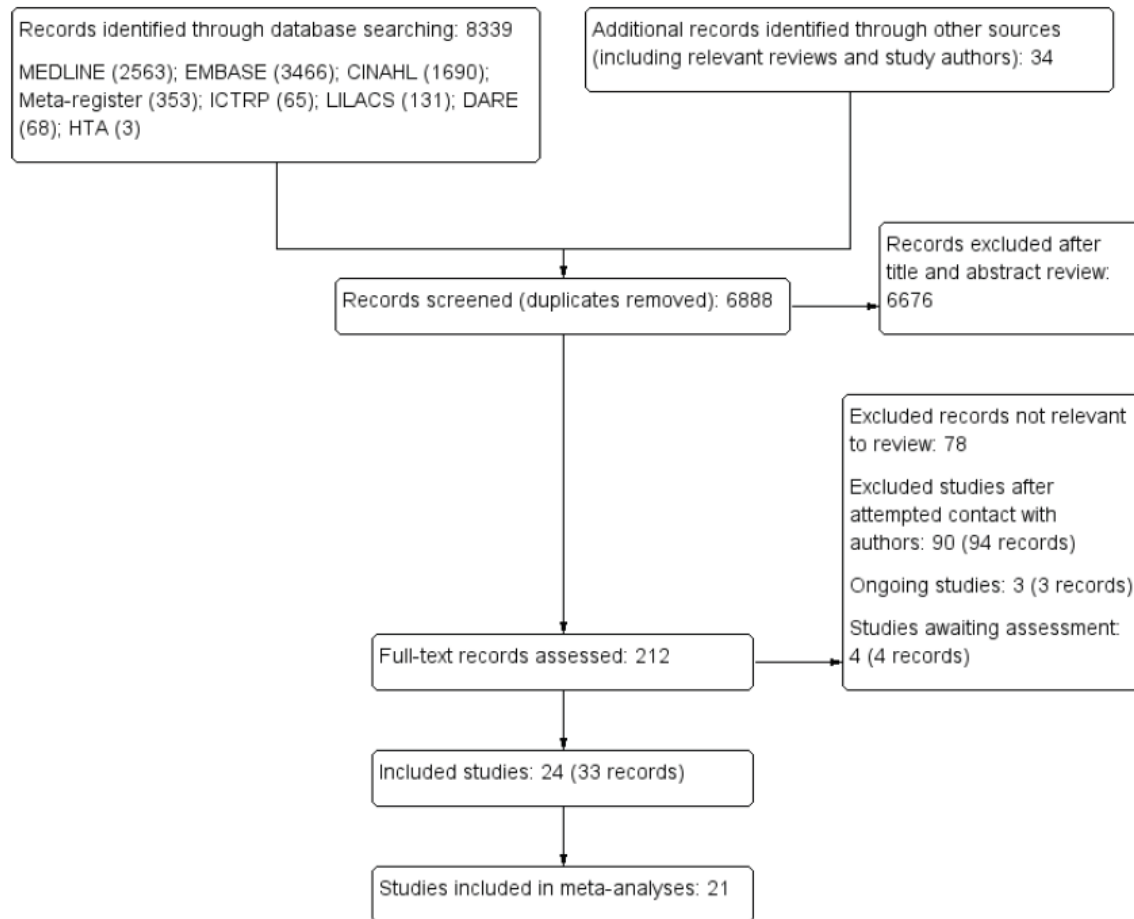 Records identified through database searching: 8339
MEDLINE (2563); EMBASE (3466); CINAHL (1690);
Meta-register (353); ICTRP (65); LILACS (131); DARE
(68); HTA (3)
Additional records identified through other sources
(including relevant reviews and study authors): 34
Records excluded after
title and abstract review:
6676
Records screened (duplicates removed): 6888
Excluded records not relevant
to review: 78
Excluded studies after
attempted contact with
authors: 90 (94 records)
Ongoing studies: 3 (3 records)
Studies awaiting assessment:
4 (4 records)
Full-text records assessed: 212
Included studies: 24 (33 records)
Studies included in meta-analyses: 21